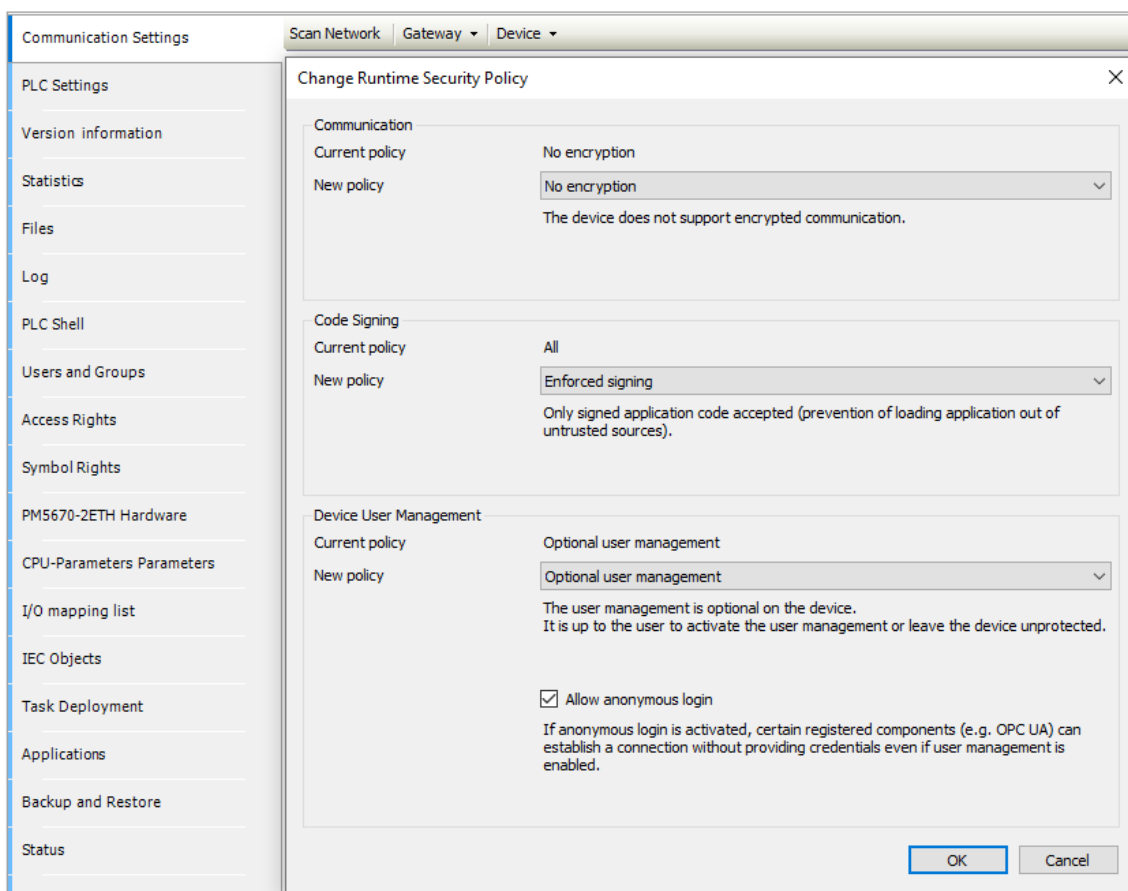 Communication Settings
PLC Settings
Version information
Statistics
Files
Log
PLC Shell
Users and Groups
Access Rights
Symbol Rights
PM5670-2ETH Hardware
CPU-Parameters Parameters
I/O mapping list
IEC Objects
Task Deployment
Applications
Backup and Restore
Status
Scan Network Gateway Device
Change Runtime Security Policy
Communication
Current policy No encryption
New policy No encryption
The device does not support encrypted communication.
Code Signing
Current policy All
New policy Enforced signing
Only signed application code accepted (prevention of loading application out of
untrusted sources).
Device User Management
Current policy Optional user management
New policy Optional user management
The user management is optional on the device.
It is up to the user to activate the user management or leave the device unprotected.
Allow anonymous login
If anonymous login is activated, certain registered components (e.g. OPC UA) can
establish a connection without providing credentials even if user management is
enabled.
OK Cancel